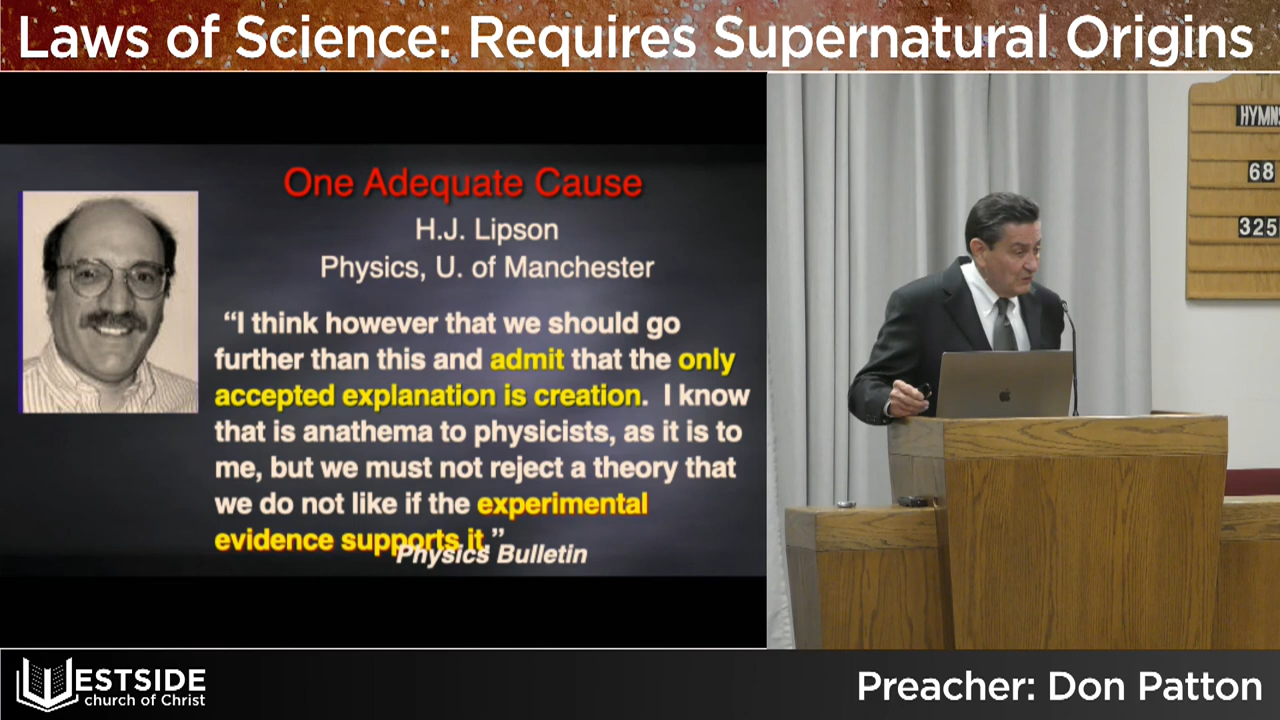 Laws of Science: Requires Supernatural Origins
One Adequate Cause
H.J. Lipson
Physics, U. of Manchester
“I think however that we should go
further than this and admit that the only
accepted explanation is creation. I know
that is anathema to physicists, as it is to
me, but we must not reject a theory that
we do not like if the experimental
evidence supports it.”
Physics Bulletin
HYMNS
68
325
WESTSIDE
church of Christ
Preacher: Don Patton